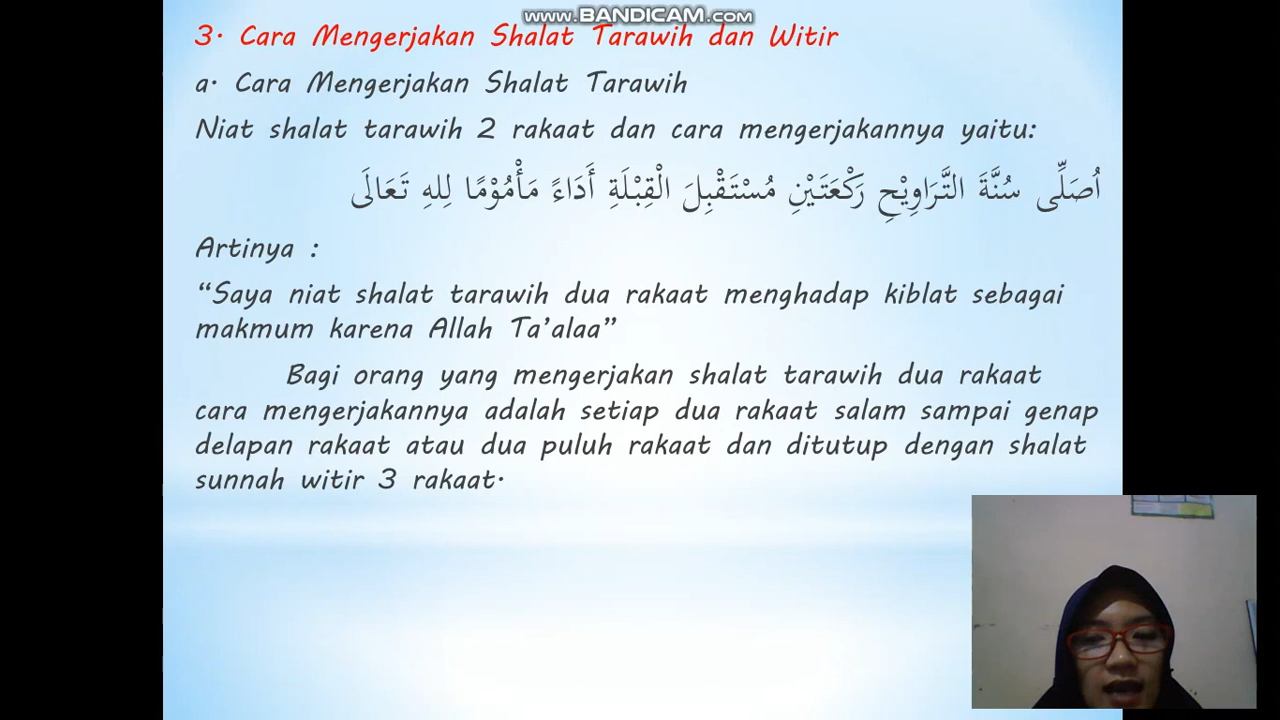 www.BANDICAM.com
3. Cara Mengerjakan Shalat Tarawih dan Witir
a. Cara Mengerjakan Shalat Tarawih
Niat shalat tarawih 2 rakaat dan cara mengerjakannya yaitu:
اُصَلِّى سُنَّةَ التَّرَاوِيْحِ رَكْعَتَيْنِ مُسْتَقْبِلَ الْقِبْلَةِ أَدَاءً مَأْمُوْمًا لِلهِ تَعَالَى
Artinya :
“Saya niat shalat tarawih dua rakaat menghadap kiblat sebagai
makmum karena Allah Ta’alaa”
Bagi orang yang mengerjakan shalat tarawih dua rakaat
cara mengerjakannya adalah setiap dua rakaat salam sampai genap
delapan rakaat atau dua puluh rakaat dan ditutup dengan shalat
sunnah witir 3 rakaat.